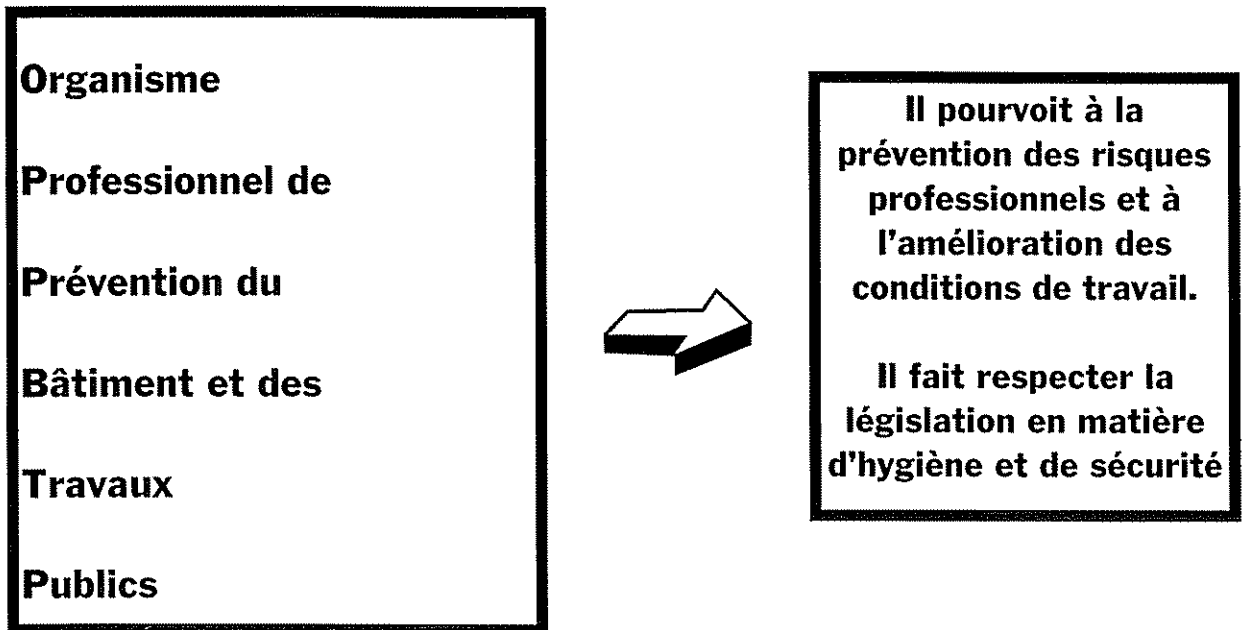 Organisme
Professionnel de
Prévention du
Bâtiment et des
Travaux
Publics
Il pourvoit à la
prévention des risques
professionnels et à
l'amélioration des
conditions de travail.
Il fait respecter la
législation en matière
d'hygiène et de sécurité